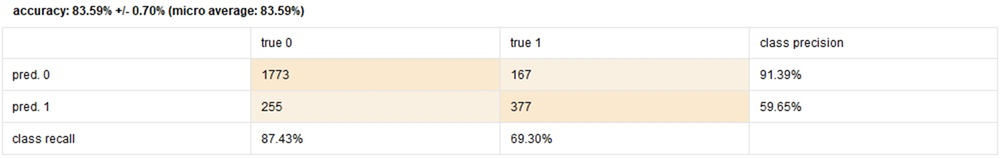 accuracy: 83.59% +/- 0.70% (micro average: 83.59%)
true 0 true 1 class precision
pred. 0 1773 167 91.39%
pred. 1 255 377 59.65%
class recall 87.43% 69.30%